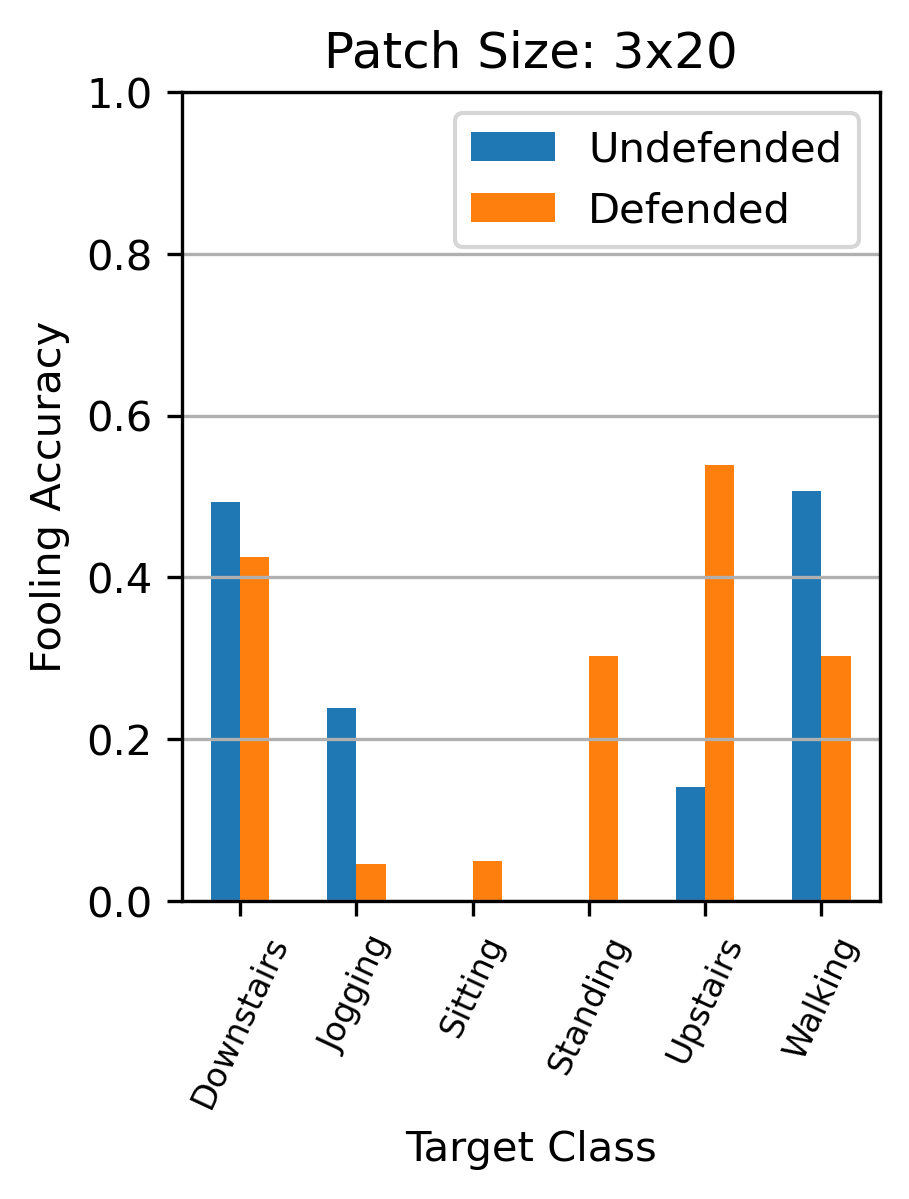 Patch Size: 3x20
1.0
0.8
0.6
0.4
0.2
0.0
Fooling Accuracy
Undefended
Defended
Downstairs
Jogging
Sitting
Standing
Upstairs
Walking
Target Class